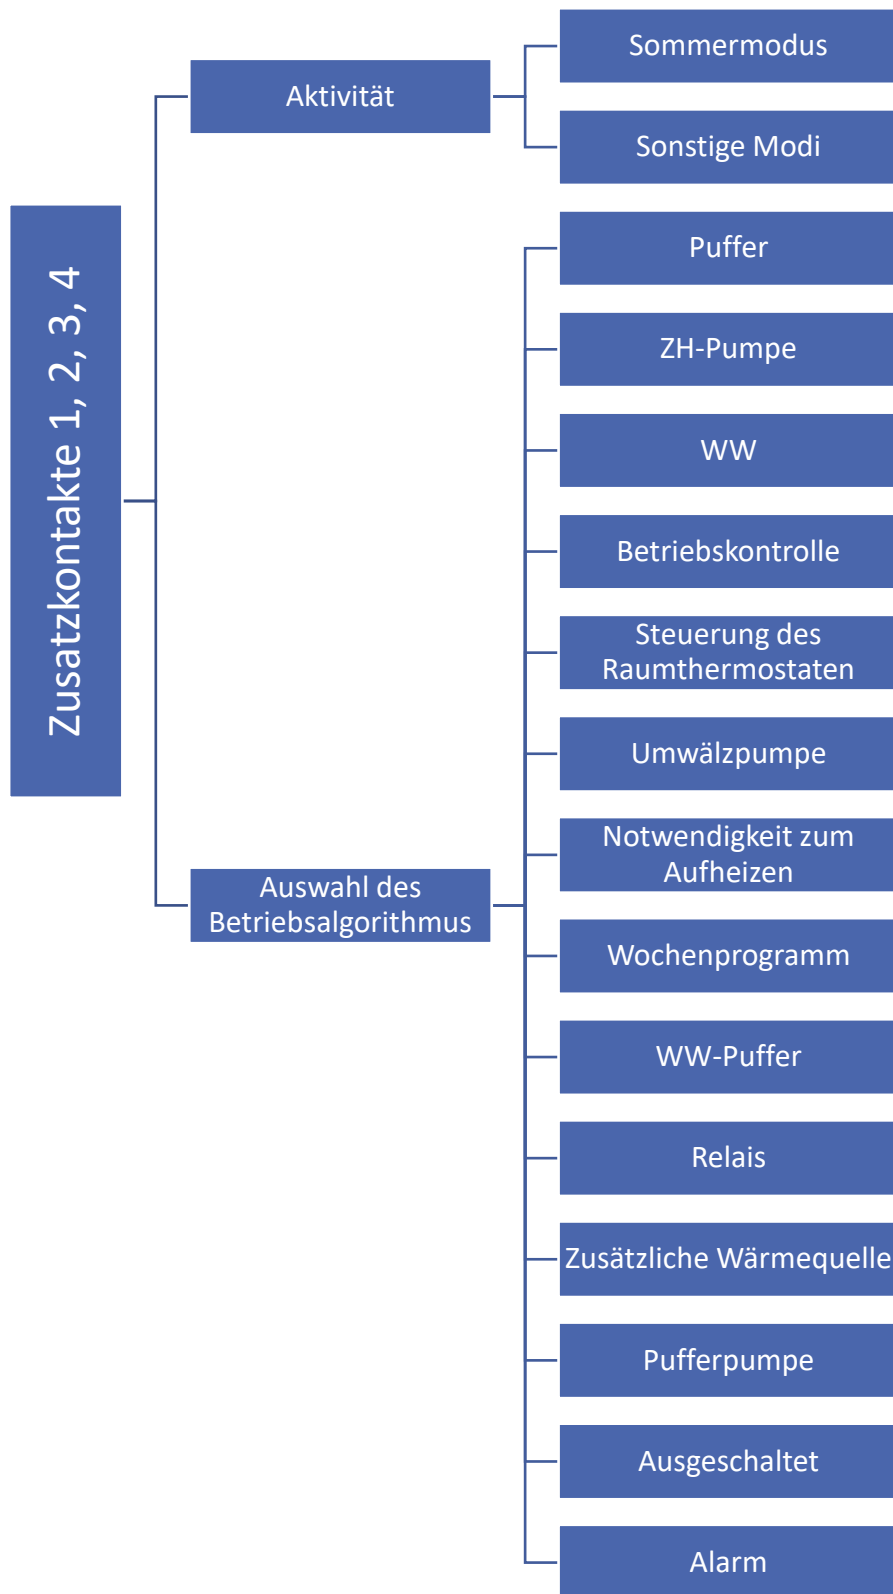 Zusatzkontakte 1, 2, 3, 4
Aktivität
Sommermodus
Sonstige Modi
Auswahl des
Betriebsalgorithmus
Puffer
ZH-Pumpe
WW
Betriebskontrolle
Steuerung des
Raumthermostaten
Umwälzpumpe
Notwendigkeit zum
Aufheizen
Wochenprogramm
WW-Puffer
Relais
Zusätzliche Wärmequelle
Pufferpumpe
Ausgeschaltet
Alarm